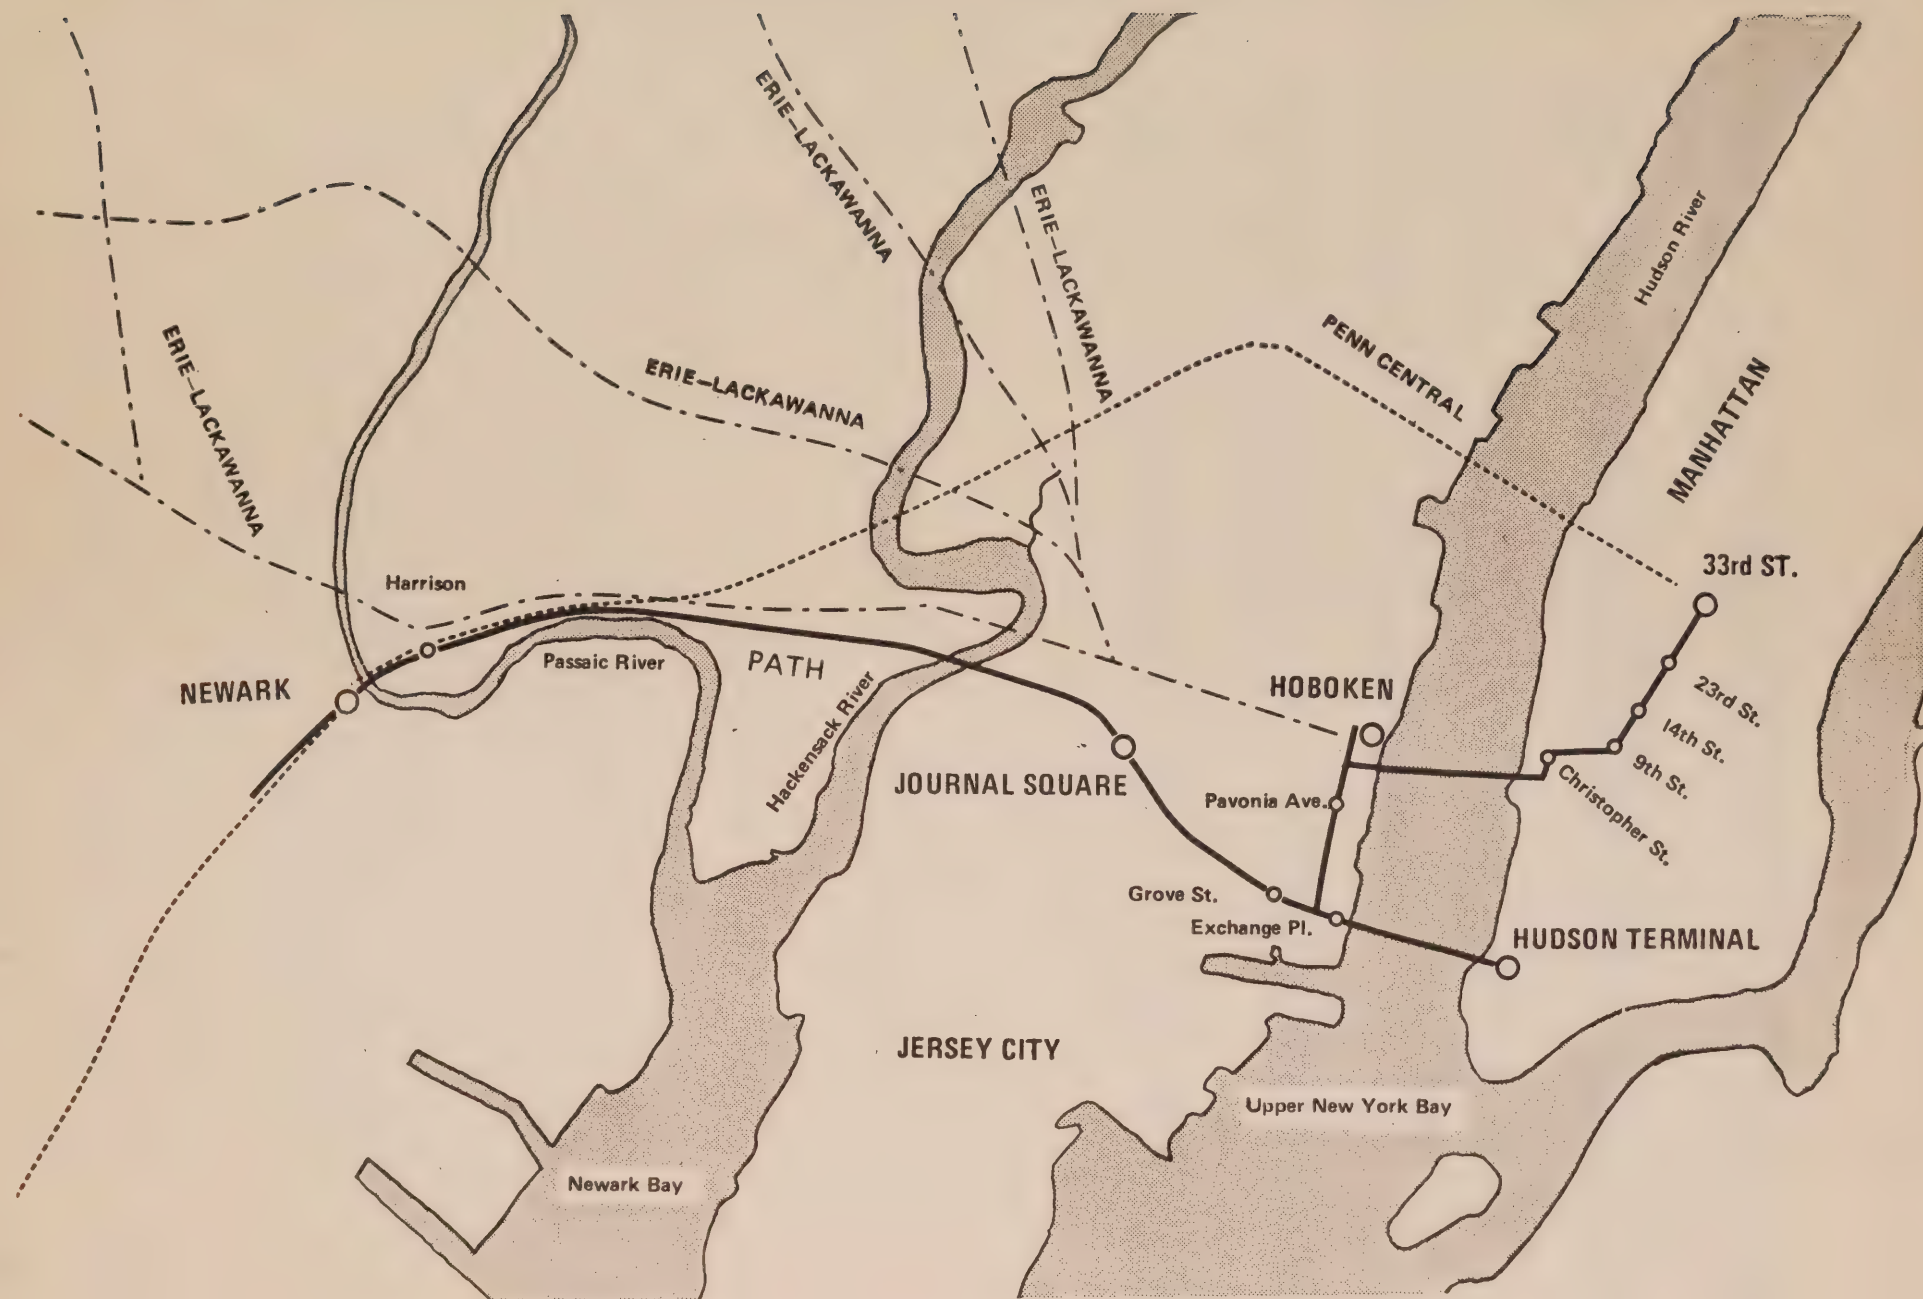 ERIE–LACKAWANNA
ERIE–LACKAWANNA
Hudson River
PENN CENTRAL
ERIE–LACKAWANNA
ERIE–LACKAWANNA
MANHATTAN
33rd ST.
Harrison
Passaic River
PATH
NEWARK
HOBOKEN
23rd St.
14th St.
9th St.
Christopher St.
Hackensack River
JOURNAL SQUARE
Pavonia Ave.
Grove St.
Exchange Pl.
HUDSON TERMINAL
JERSEY CITY
Upper New York Bay
Newark Bay